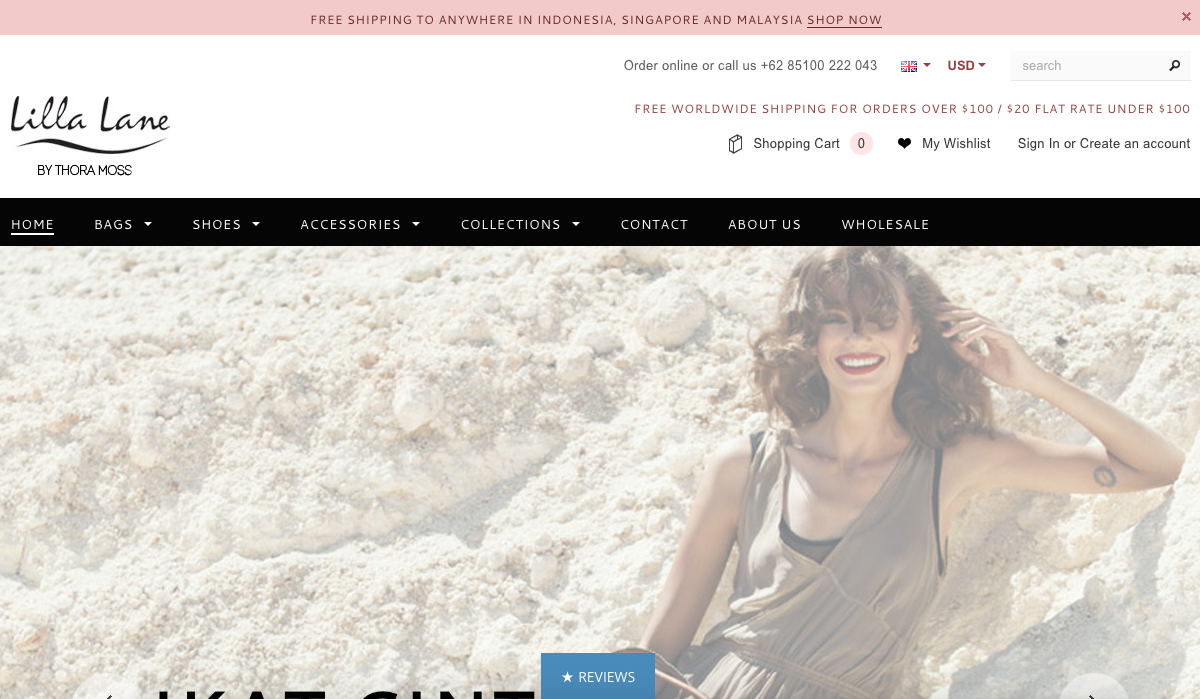 FREE SHIPPING TO ANYWHERE IN INDONESIA, SINGAPORE AND MALAYSIA SHOP NOW
Order online or call us +62 85100 222 043
USD
search
Lilla Lane
BY THORA MOSS
FREE WORLDWIDE SHIPPING FOR ORDERS OVER $100 / $20 FLAT RATE UNDER $100
Shopping Cart 0 My Wishlist Sign In or Create an account
HOME BAGS SHOES ACCESSORIES COLLECTIONS CONTACT ABOUT US WHOLESALE
★ REVIEWS